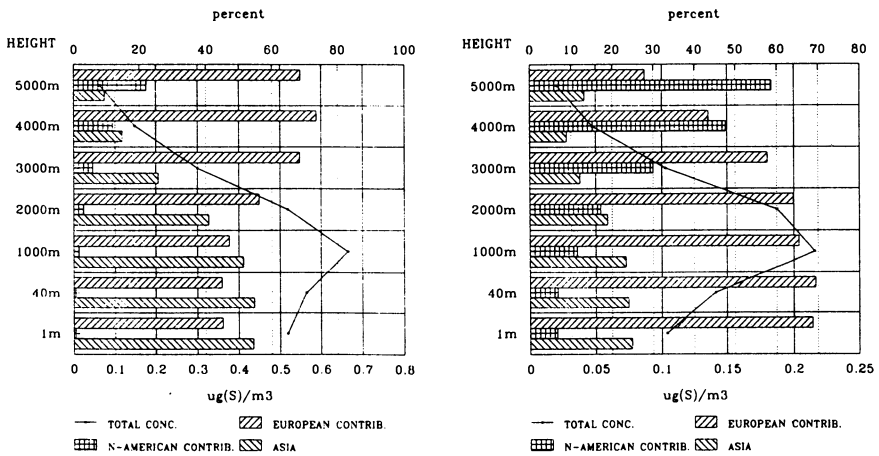 percent
HEIGHT 0 20 40 60 80 100
5000m
4000m
3000m
2000m
1000m
40m
1m
0 0.1 0.2 0.3 0.4 0.5 0.6 0.7 0.8
ug(S)/m3
TOTAL CONC. EUROPEAN CONTRIB.
N-AMERICAN CONTRIB. ASIA
percent
HEIGHT 0 10 20 30 40 50 60 70 80
5000m
4000m
3000m
2000m
1000m
40m
1m
0 0.05 0.1 0.15 0.2 0.25
ug(S)/m3
TOTAL CONC. EUROPEAN CONTRIB.
N-AMERICAN CONTRIB. ASIA